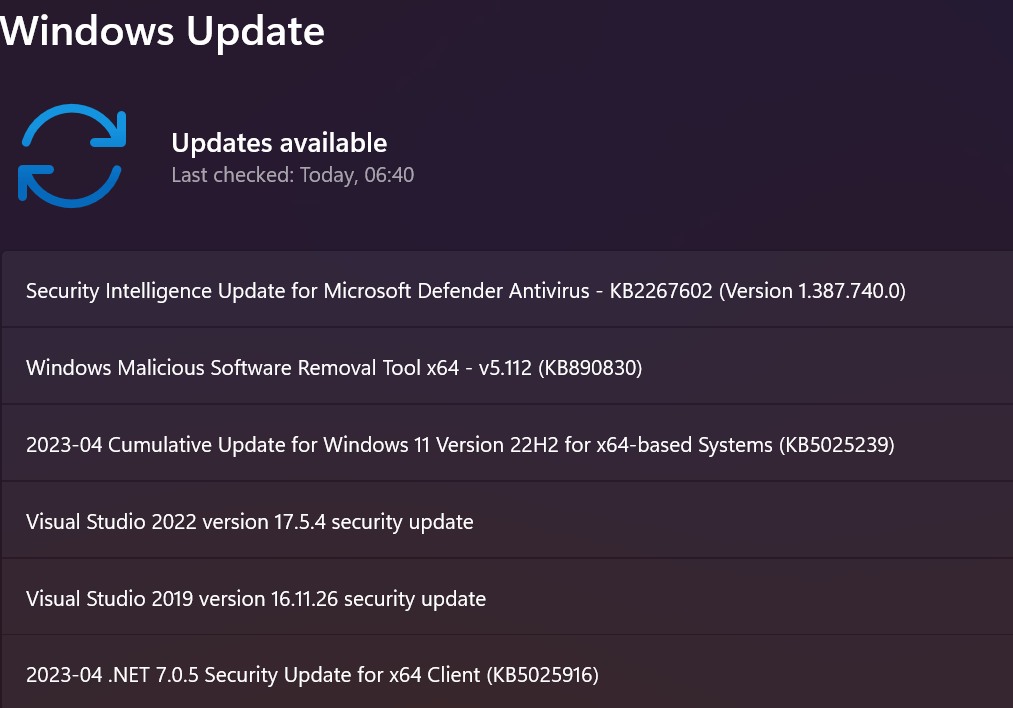 Windows Update
Updates available
Last checked: Today, 06:40
Security Intelligence Update for Microsoft Defender Antivirus - KB2267602 (Version 1.387.740.0)
Windows Malicious Software Removal Tool x64 - v5.112 (KB890830)
2023-04 Cumulative Update for Windows 11 Version 22H2 for x64-based Systems (KB5025239)
Visual Studio 2022 version 17.5.4 security update
Visual Studio 2019 version 16.11.26 security update
2023-04 .NET 7.0.5 Security Update for x64 Client (KB5025916)